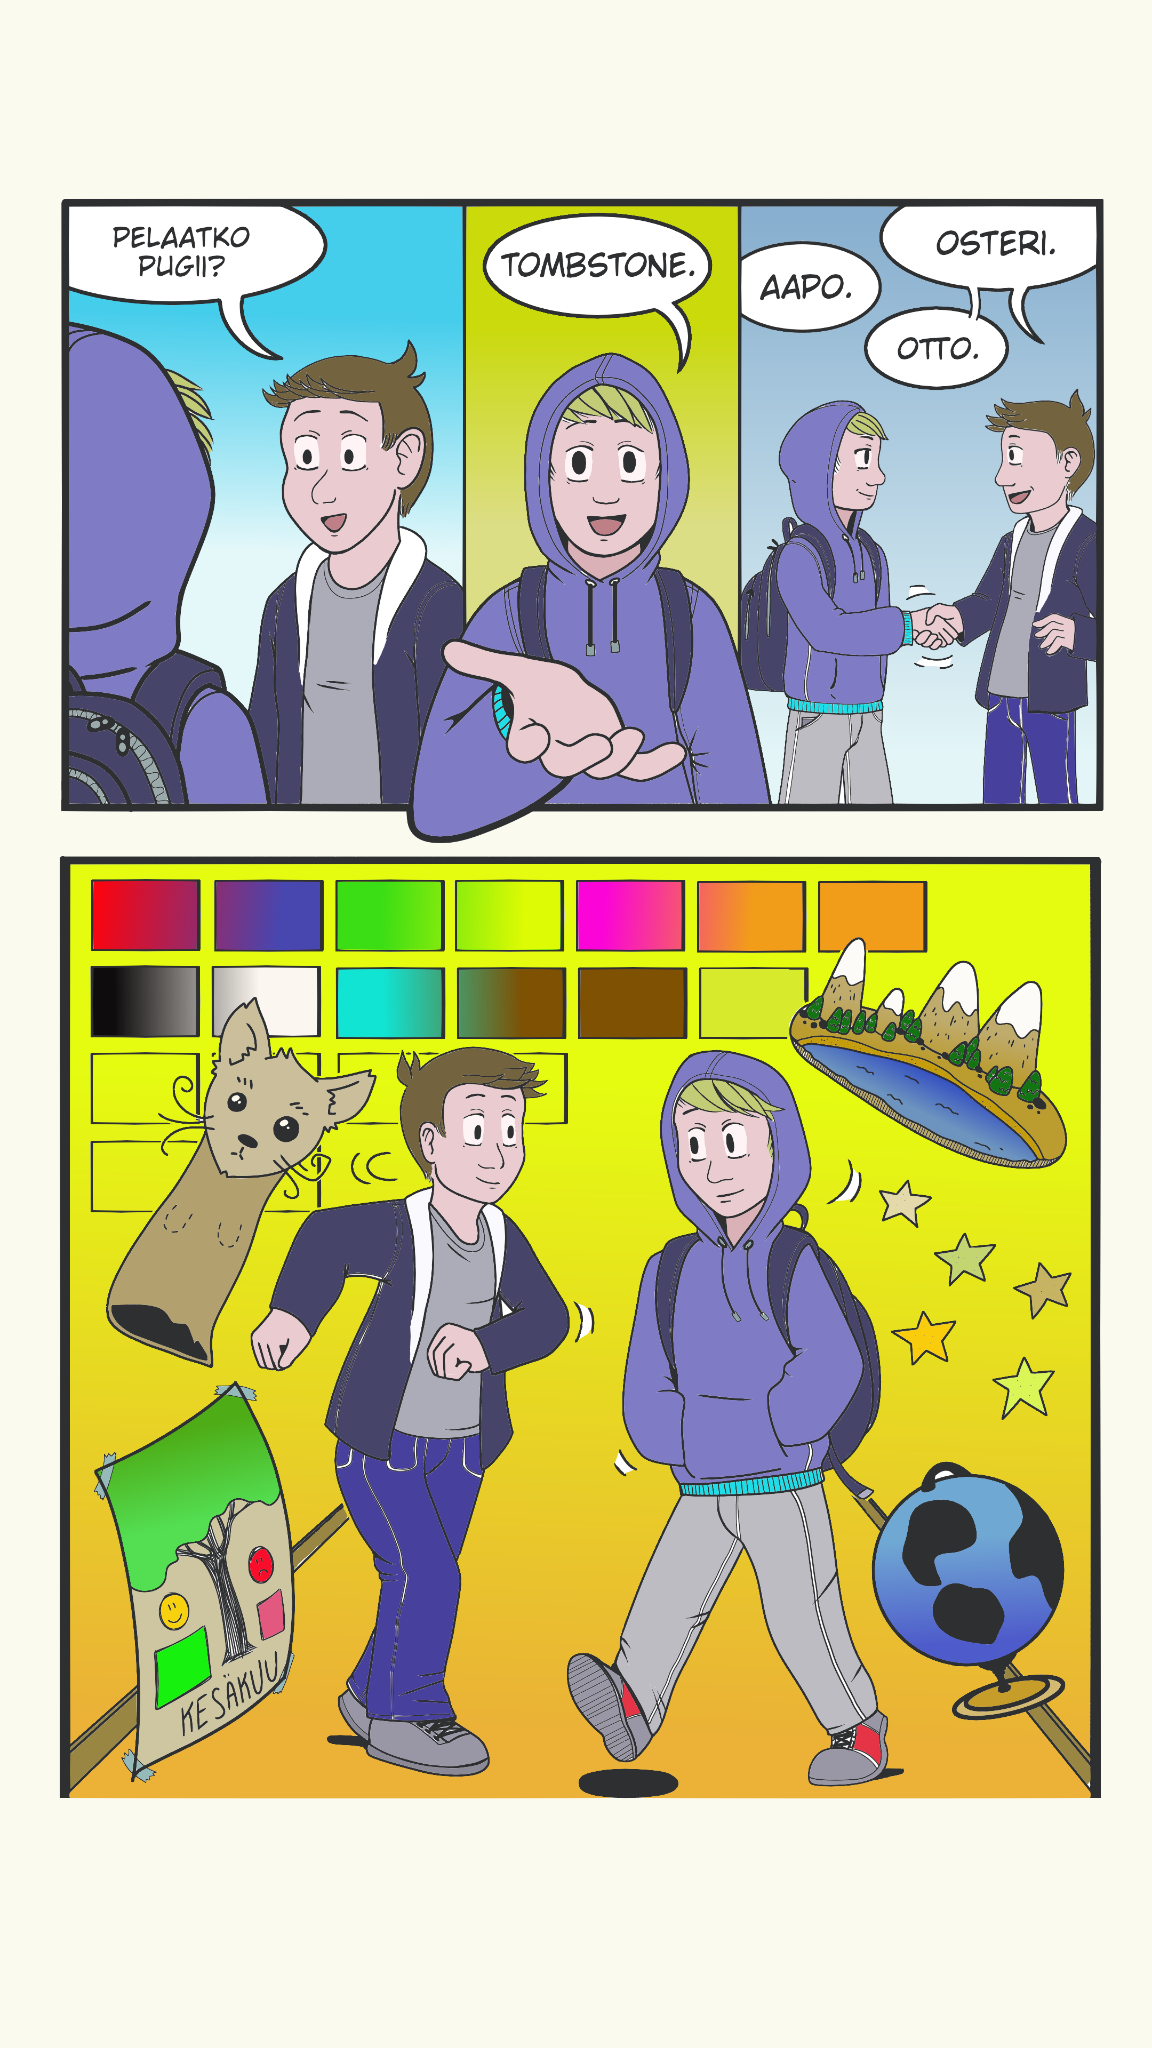 PELAATKO
PUGII?
TOMBSTONE.
AAPO.
OSTERI.
OTTO.
KESÄKUU